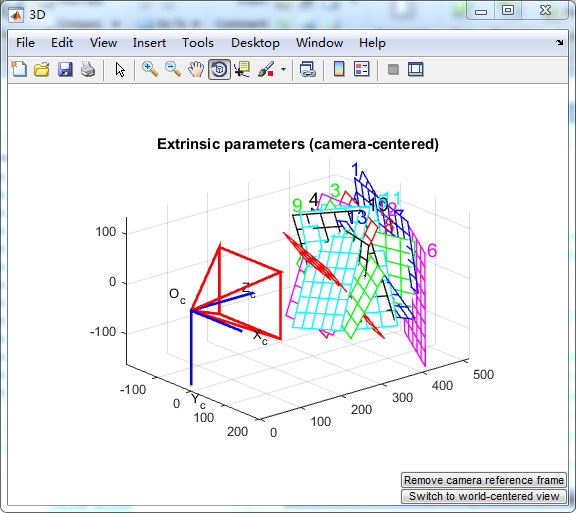 3D
File Edit View Insert Tools Desktop Window Help
Extrinsic parameters (camera-centered)
1
9 4 3 10 11
13 8 6
100
0
-100
Oc
Zc
Xc
Yc
-100
0
100
200
0
100
200
300
400
500
Remove camera reference frame
Switch to world-centered view